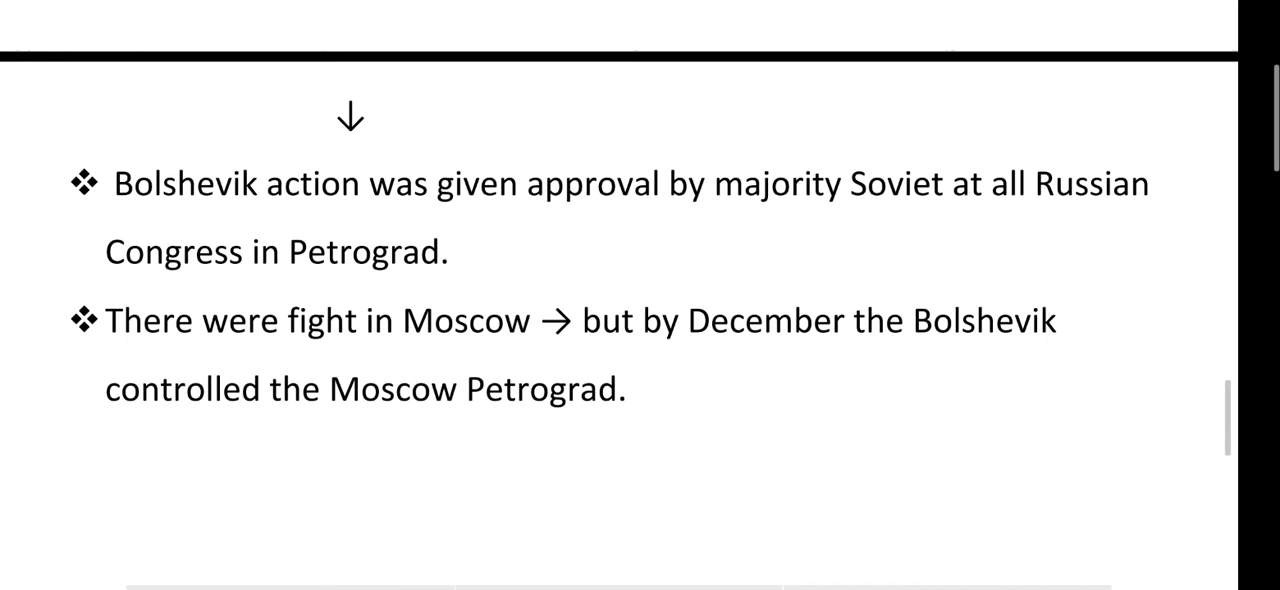 ↓
❖ Bolshevik action was given approval by majority Soviet at all Russian
Congress in Petrograd.
❖ There were fight in Moscow → but by December the Bolshevik
controlled the Moscow Petrograd.